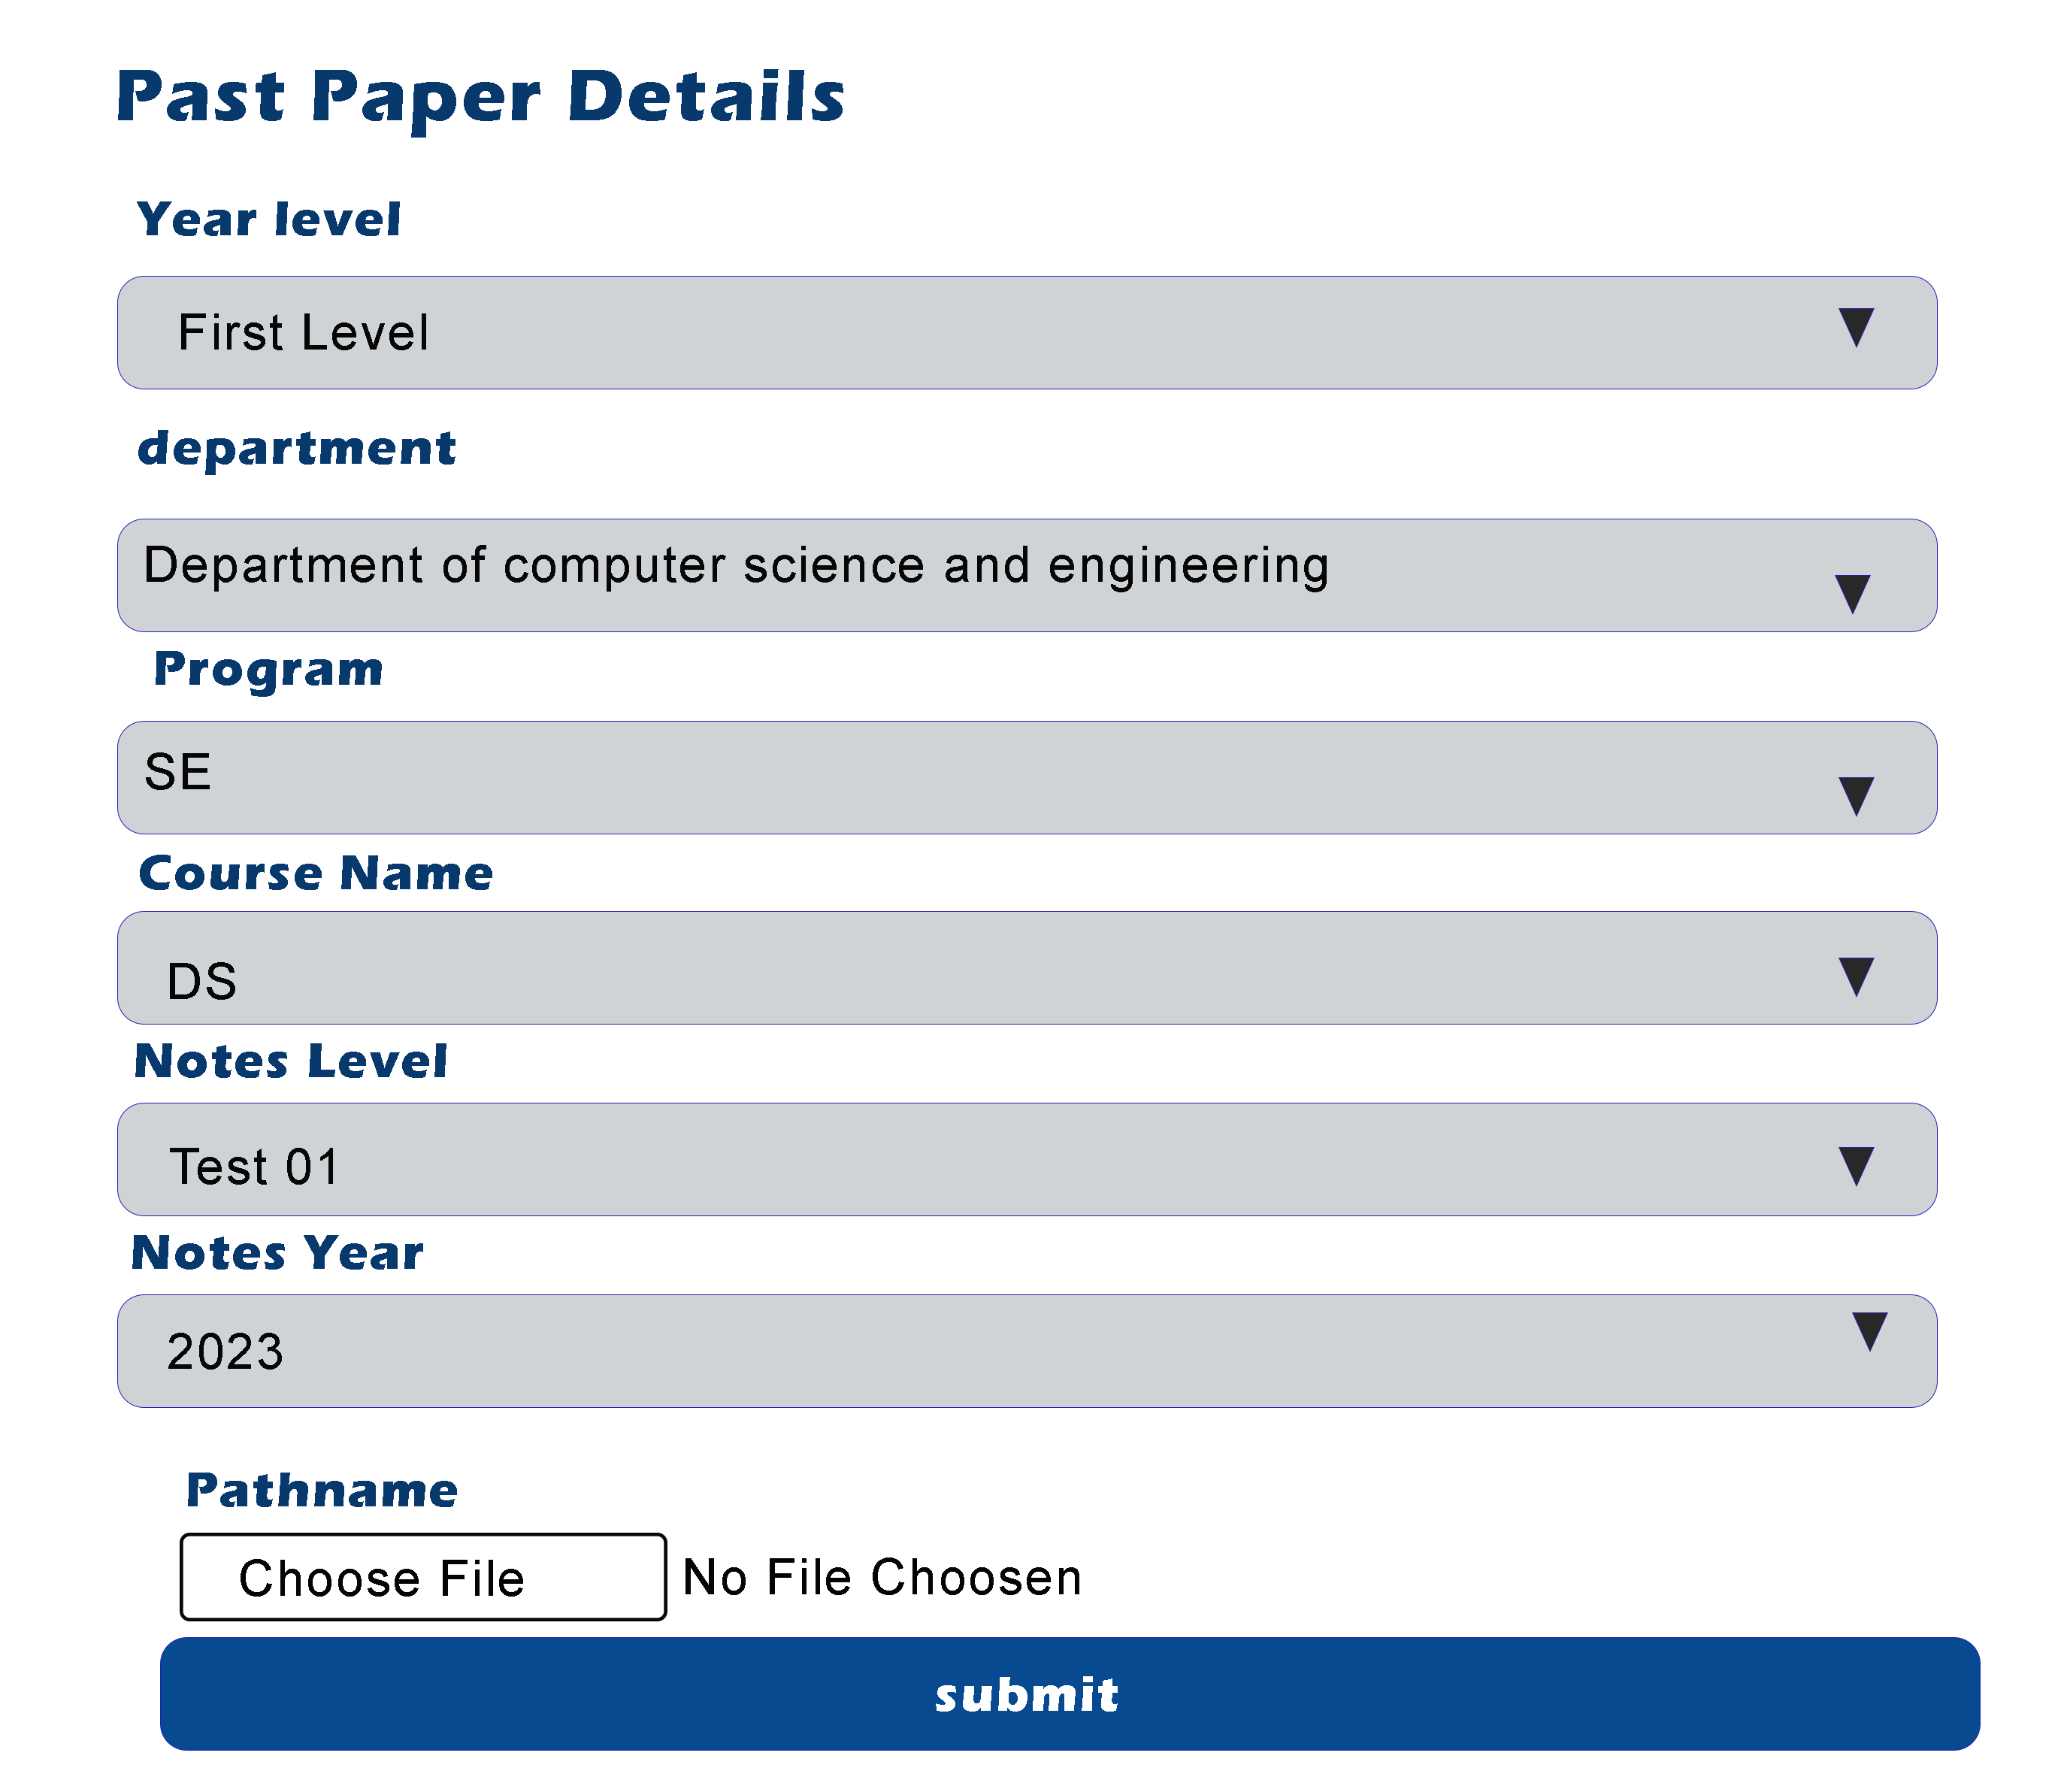 Past Paper Details
Year level
First Level
department
Department of computer science and engineering
Program
SE
Course Name
DS
Notes Level
Test 01
Notes Year
2023
Pathname
Choose File No File Choosen
submit